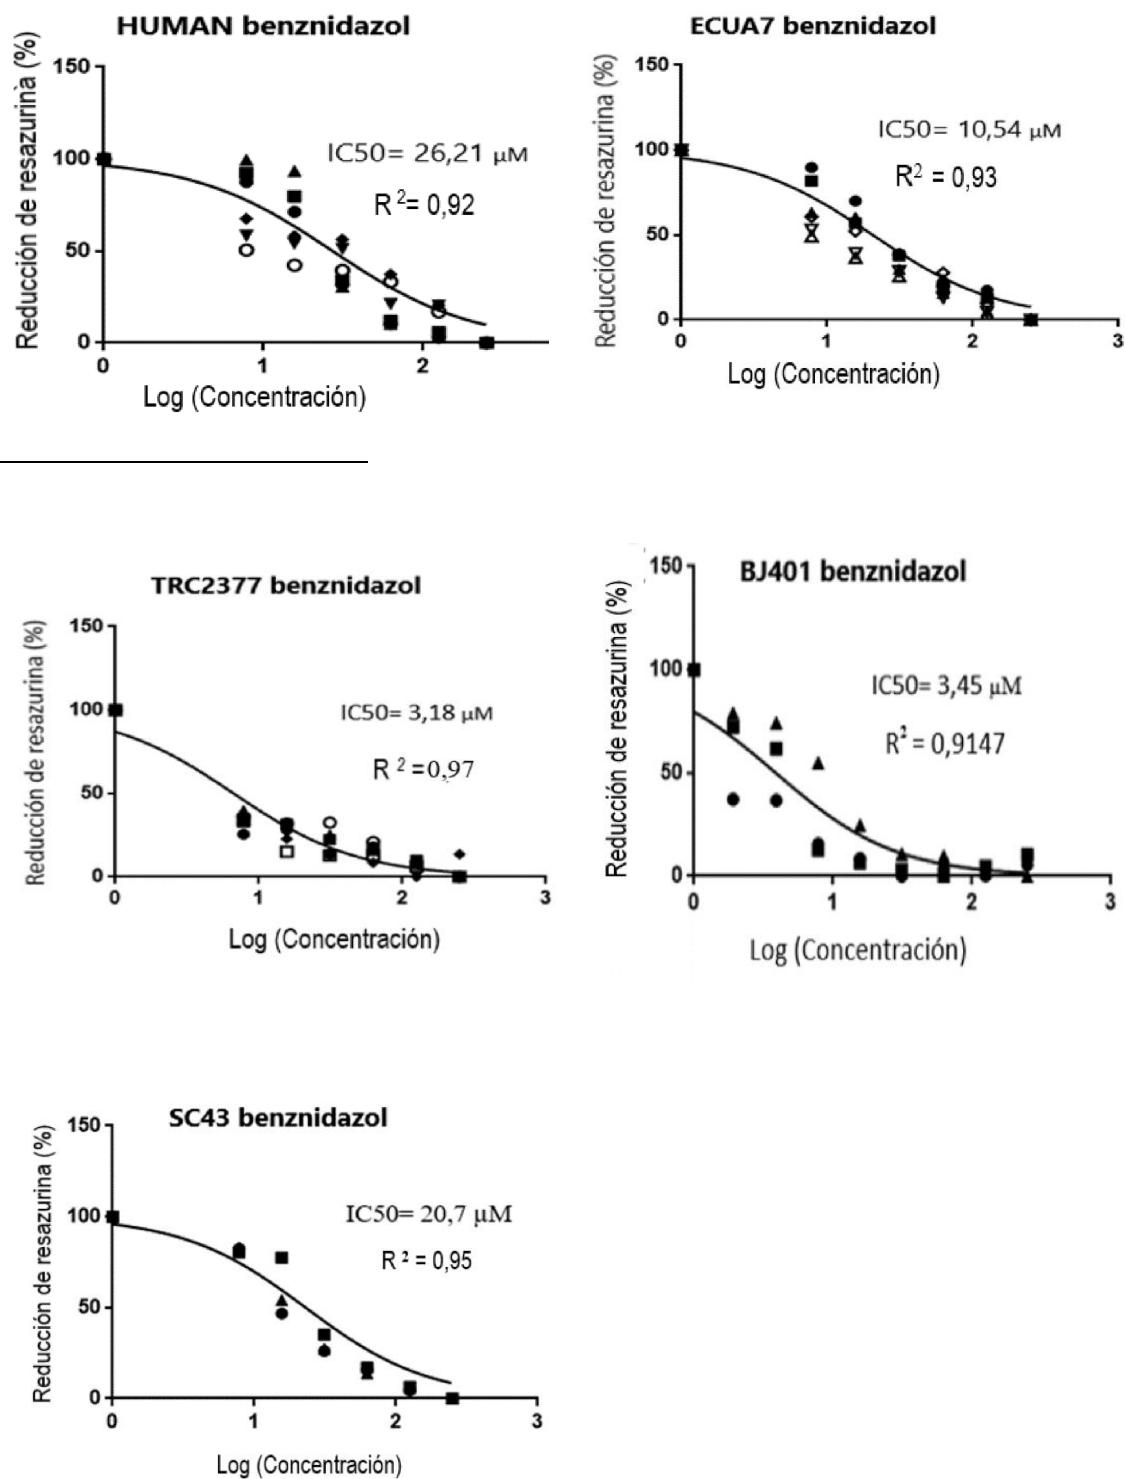 HUMAN benznidazol
Reducción de resazurina (%)
150
100
50
0
IC50= 26,21 µM
R²= 0,92
0
1
2
Log (Concentración)
ECUA7 benznidazol
Reducción de resazurina (%)
150
100
50
0
IC50= 10,54 µM
R² = 0,93
0
1
2
3
Log (Concentración)
TRC2377 benznidazol
Reducción de resazurina (%)
150
100
50
0
IC50= 3,18 µM
R² =0,97
0
1
2
3
Log (Concentración)
BJ401 benznidazol
Reducción de resazurina (%)
150
100
50
0
IC50= 3,45 µM
R² = 0,9147
0
1
2
3
Log (Concentración)
SC43 benznidazol
Reducción de resazurina (%)
150
100
50
0
IC50= 20,7 µM
R² = 0,95
0
1
2
3
Log (Concentración)